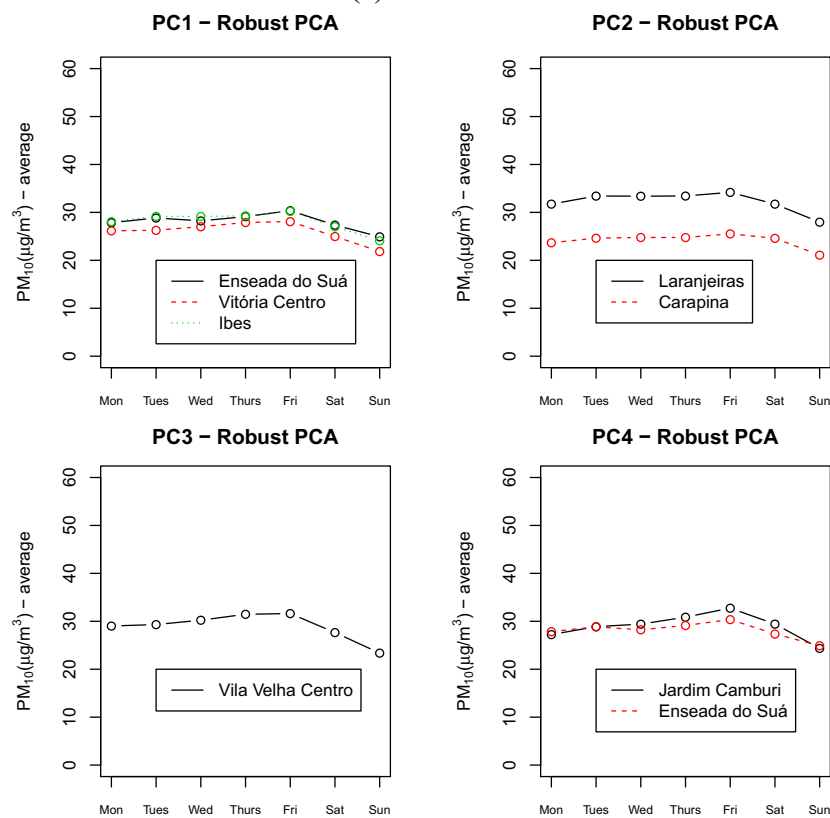 PC1 − Robust PCA
PM10(μg/m3) − average
60
50
40
30
20
10
0
Enseada do Suá
Vitória Centro
Ibes
Mon Tues Wed Thurs Fri Sat Sun
PC2 − Robust PCA
PM10(μg/m3) − average
60
50
40
30
20
10
0
Laranjeiras
Carapina
Mon Tues Wed Thurs Fri Sat Sun
PC3 − Robust PCA
PM10(μg/m3) − average
60
50
40
30
20
10
0
Vila Velha Centro
Mon Tues Wed Thurs Fri Sat Sun
PC4 − Robust PCA
PM10(μg/m3) − average
60
50
40
30
20
10
0
Jardim Camburi
Enseada do Suá
Mon Tues Wed Thurs Fri Sat Sun